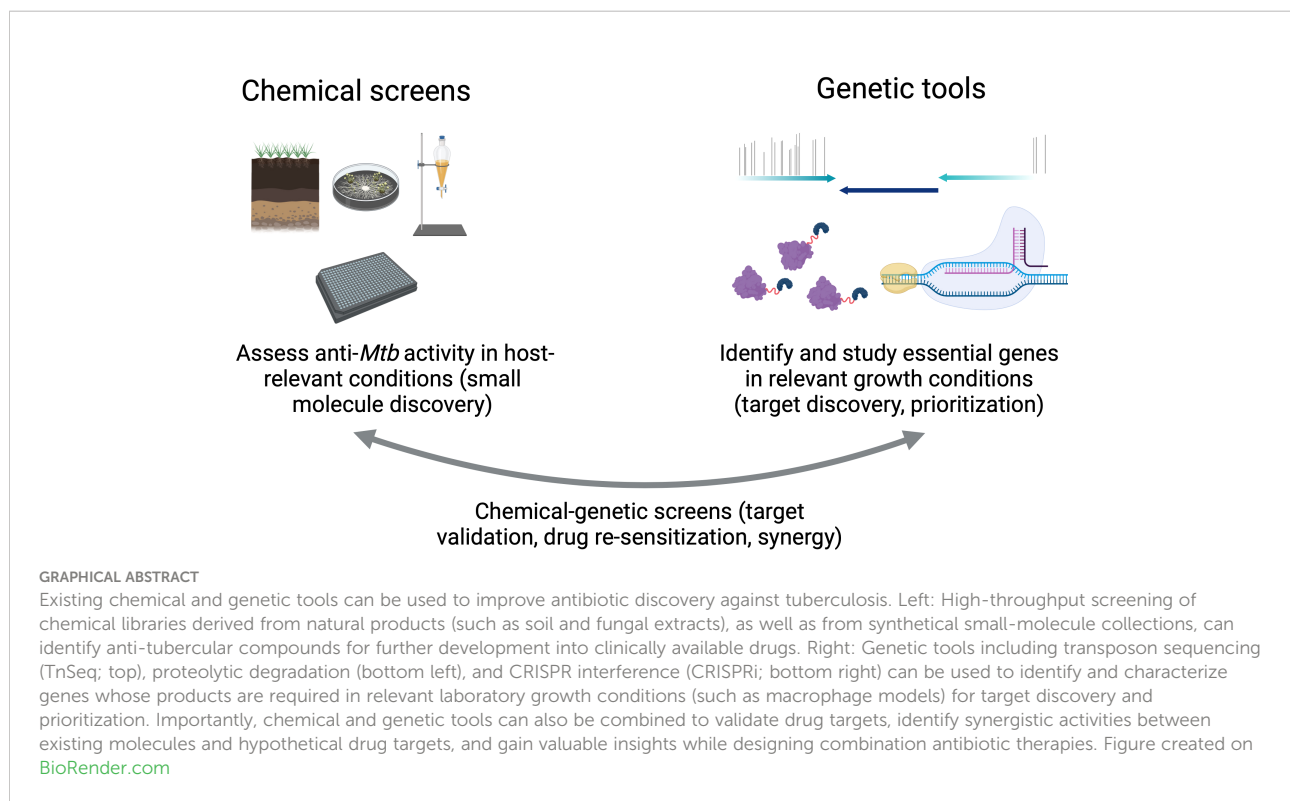 Chemical screens
Genetic tools
Assess anti-Mtb activity in host-
relevant conditions (small
molecule discovery)
Identify and study essential genes
in relevant growth conditions
(target discovery, prioritization)
Chemical-genetic screens (target
validation, drug re-sensitization, synergy)
GRAPHICAL ABSTRACT
Existing chemical and genetic tools can be used to improve antibiotic discovery against tuberculosis. Left: High-throughput screening of
chemical libraries derived from natural products (such as soil and fungal extracts), as well as from synthetical small-molecule collections, can
identify anti-tubercular compounds for further development into clinically available drugs. Right: Genetic tools including transposon sequencing
(TnSeq; top), proteolytic degradation (bottom left), and CRISPR interference (CRISPRi; bottom right) can be used to identify and characterize
genes whose products are required in relevant laboratory growth conditions (such as macrophage models) for target discovery and
prioritization. Importantly, chemical and genetic tools can also be combined to validate drug targets, identify synergistic activities between
existing molecules and hypothetical drug targets, and gain valuable insights while designing combination antibiotic therapies. Figure created on
BioRender.com